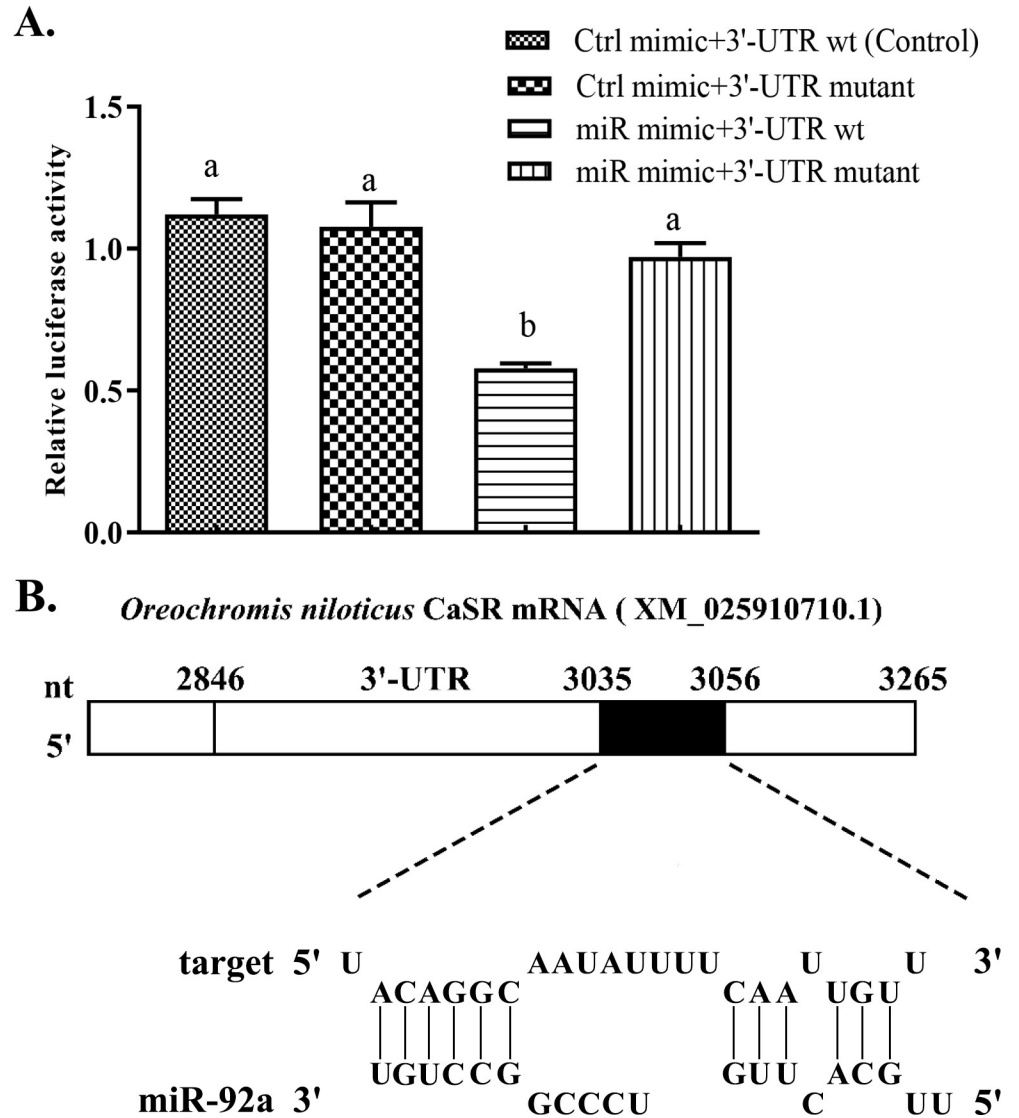 A.
Ctrl mimic+3'-UTR wt (Control)
Ctrl mimic+3'-UTR mutant
miR mimic+3'-UTR wt
miR mimic+3'-UTR mutant
Relative luciferase activity
1.5
1.0
0.5
0.0
a
a
b
a
B.
Oreochromis niloticus CaSR mRNA ( XM_025910710.1)
nt 2846 3'-UTR 3035 3056 3265
5'
target 5' U AAUAUUUU U U 3'
ACAGGC CAA UGU
UGUCCG GUU ACG
miR-92a 3' GCCCU C UU 5'